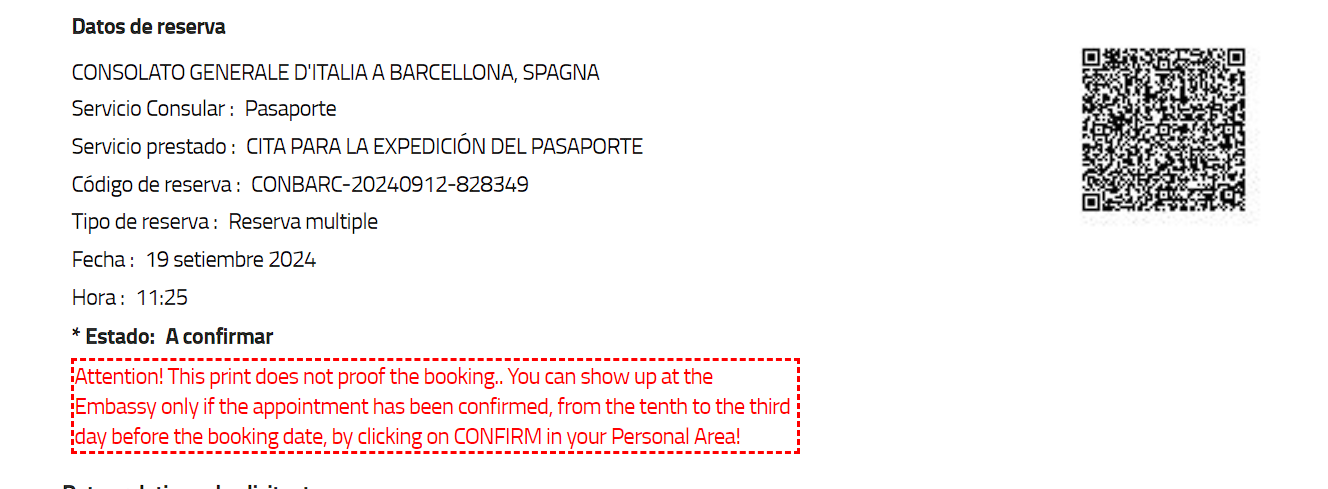 Datos de reserva
CONSOLATO GENERALE D'ITALIA A BARCELLONA, SPAGNA
Servicio Consular : Pasaporte
Servicio prestado : CITA PARA LA EXPEDICIÓN DEL PASAPORTE
Código de reserva : CONBARC-20240912-828349
Tipo de reserva : Reserva multiple
Fecha : 19 setiembre 2024
Hora : 11:25
* Estado: A confirmar
Attention! This print does not proof the booking.. You can show up at the
Embassy only if the appointment has been confirmed, from the tenth to the third
day before the booking date, by clicking on CONFIRM in your Personal Area!